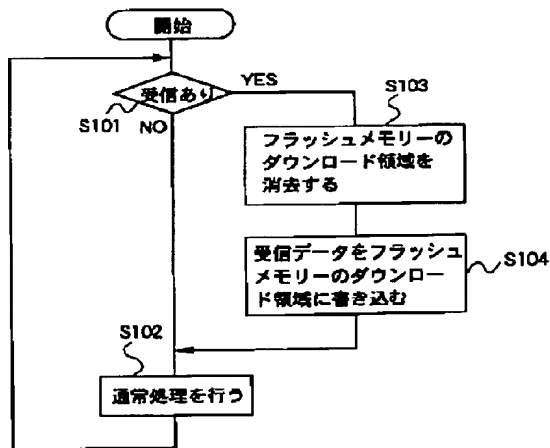 開始
受信あり
YES
S101
NO
S103
フラッシュメモリーの
ダウンロード領域を
消去する
受信データをフラッシュ
メモリーのダウンロー
ド領域に書き込む
S104
S102
通常処理を行う